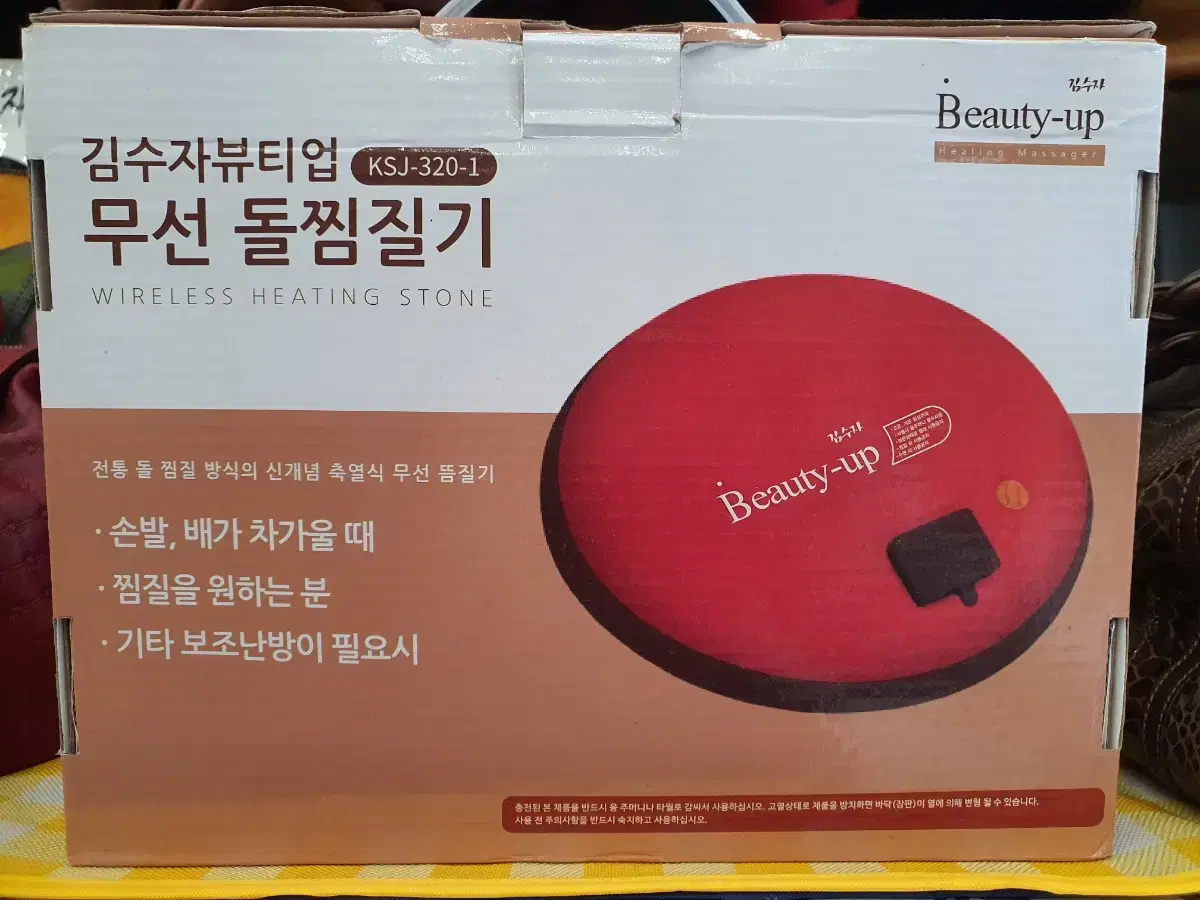 김수자
Beauty-up
Healing Massager
김수자뷰티업 KSJ-320-1
무선 돌찜질기
WIRELESS HEATING STONE
전통 돌 찜질 방식의 신개념 축열식 무선 뜸질기
· 손발, 배가 차가울 때
· 찜질을 원하는 분
· 기타 보조난방이 필요시
김수자
Beauty-up
충전된 본 제품을 반드시 융 주머니나 타월로 감싸서 사용하십시오. 고열상태로 제품을 방치하면 바닥(장판)이 열에 의해 변형 될 수 있습니다.
사용 전 주의사항을 반드시 숙지하고 사용하십시오.